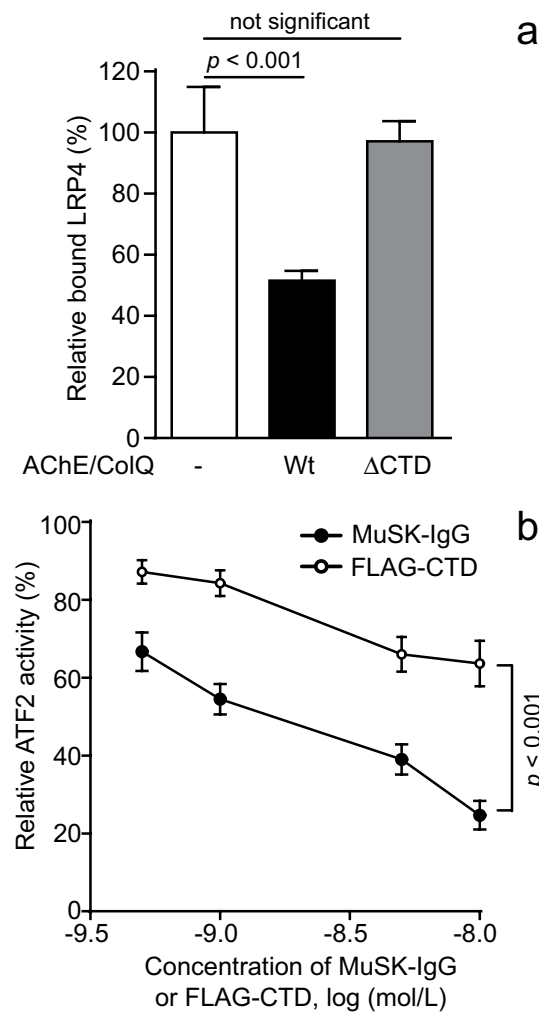 a
not significant
p < 0.001
Relative bound LRP4 (%)
120
100
80
60
40
20
0
AChE/ColQ - Wt ΔCTD
b
MuSK-IgG
FLAG-CTD
Relative ATF2 activity (%)
100
80
60
40
20
0
p < 0.001
-9.5 -9.0 -8.5 -8.0
Concentration of MuSK-IgG
or FLAG-CTD, log (mol/L)